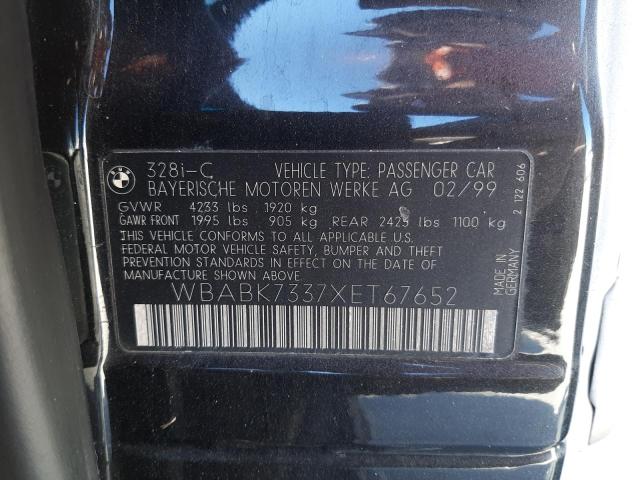 BMW
328i-C VEHICLE TYPE: PASSENGER CAR
BAYERISCHE MOTOREN WERKE AG 02/99
GVWR 4233 lbs 1920 kg
GAWR FRONT 1995 lbs 905 kg REAR 2425 lbs 1100 kg
THIS VEHICLE CONFORMS TO ALL APPLICABLE U.S.
FEDERAL MOTOR VEHICLE SAFETY, BUMPER AND THEFT
PREVENTION STANDARDS IN EFFECT ON THE DATE OF
MANUFACTURE SHOWN ABOVE.
WBABK7337XET67652
MADE IN
GERMANY
2 122 606